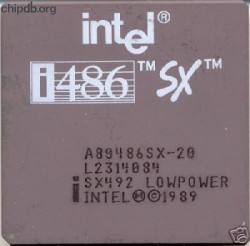 chipdb.org
intel®
i486™ SX™
A80486SX-20
L2314084
i SX492 LOWPOWER
INTEL Ⓜ©1989